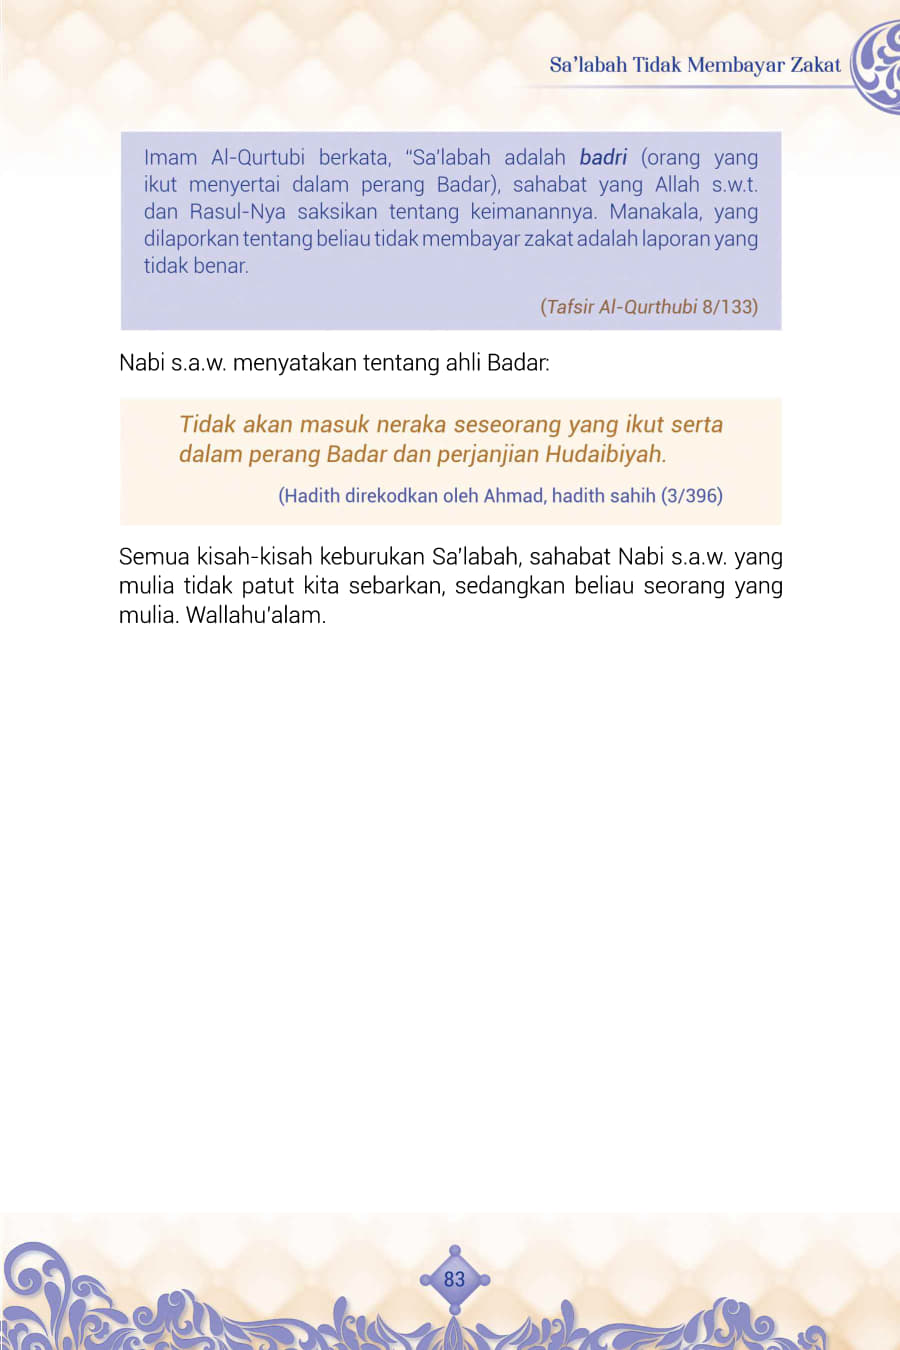 Sa’labah Tidak Membayar Zakat
Imam Al-Qurtubi berkata, “Sa’labah adalah badri (orang yang
ikut menyertai dalam perang Badar), sahabat yang Allah s.w.t.
dan Rasul-Nya saksikan tentang keimanannya. Manakala, yang
dilaporkan tentang beliau tidak membayar zakat adalah laporan yang
tidak benar.
(Tafsir Al-Qurthubi 8/133)
Nabi s.a.w. menyatakan tentang ahli Badar:
Tidak akan masuk neraka seseorang yang ikut serta
dalam perang Badar dan perjanjian Hudaibiyah.
(Hadith direkodkan oleh Ahmad, hadith sahih (3/396)
Semua kisah-kisah keburukan Sa’labah, sahabat Nabi s.a.w. yang
mulia tidak patut kita sebarkan, sedangkan beliau seorang yang
mulia. Wallahu’alam.
83